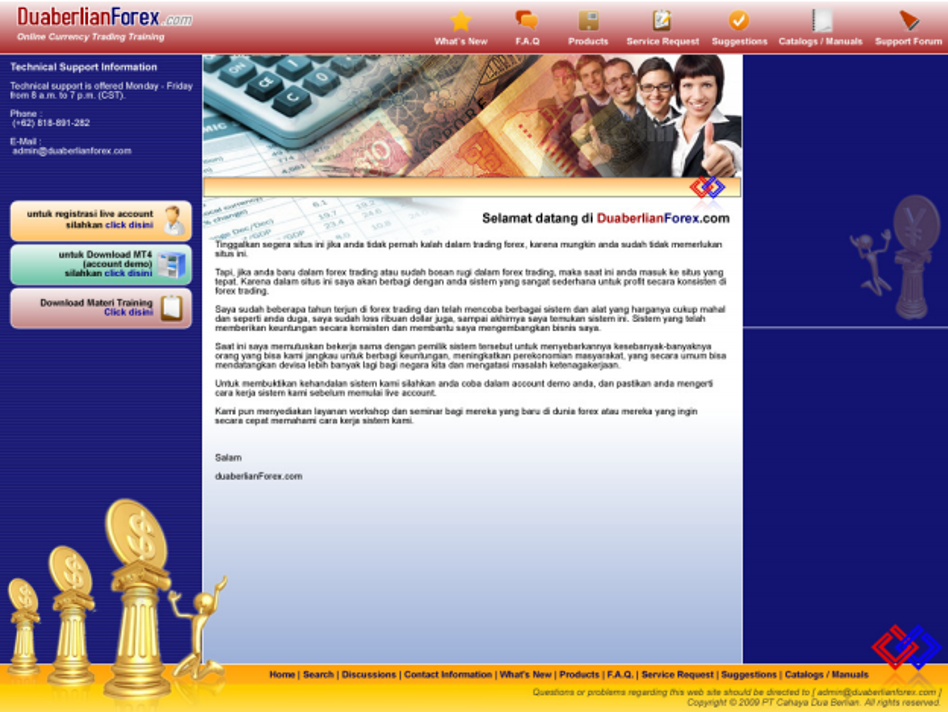 DuaberlianForex.com
Online Currency Trading Training
What's New
F.A.Q
Products
Service Request
Suggestions
Catalogs / Manuals
Support Forum
Technical Support Information
Technical support is offered Monday - Friday
from 8 a.m. to 7 p.m. (CST).
Phone :
(+62) 818-891-282
E-Mail :
admin@duaberlianforex.com
untuk registrasi live account
silahkan click disini
untuk Download MT4
(account demo)
silahkan click disini
Download Materi Training
Click disini
Selamat datang di DuaberlianForex.com
Tinggalkan segera situs ini jika anda tidak pernah kalah dalam trading forex, karena mungkin anda sudah tidak memerlukan
situs ini.
Tapi, jika anda baru dalam forex trading atau sudah bosan rugi dalam forex trading, maka saat ini anda masuk ke situs yang
tepat. Karena dalam situs ini saya akan berbagi dengan anda sistem yang sangat sederhana untuk profit secara konsisten di
forex trading.
Saya sudah beberapa tahun terjun di forex trading dan telah mencoba berbagai sistem dan alat yang harganya cukup mahal
dan seperti anda duga, saya sudah loss ribuan dollar juga, sampai akhirnya saya temukan sistem ini. Sistem yang telah
memberikan keuntungan secara konsisten dan membantu saya mengembangkan bisnis saya.
Saat ini saya memutuskan bekerja sama dengan pemilik sistem tersebut untuk menyebarkannya kesebanyak-banyaknya
orang yang bisa kami jangkau untuk berbagi keuntungan, meningkatkan perekonomian masyarakat, yang secara umum bisa
mendatangkan devisa lebih banyak lagi bagi negara kita dan mengatasi masalah ketenagakerjaan.
Untuk membuktikan kehandalan sistem kami silahkan anda coba dalam account demo anda, dan pastikan anda mengerti
cara kerja sistem kami sebelum memulai live account.
Kami pun menyediakan layanan workshop dan seminar bagi mereka yang baru di dunia forex atau mereka yang ingin
secara cepat memahami cara kerja sistem kami.
Salam
duaberlianForex.com
Home | Search | Discussions | Contact Information | What's New | Products | F.A.Q. | Service Request | Suggestions | Catalogs / Manuals
Questions or problems regarding this web site should be directed to [ admin@duaberlianforex.com ]
Copyright © 2009 PT Cahaya Dua Berlian. All rights reserved.